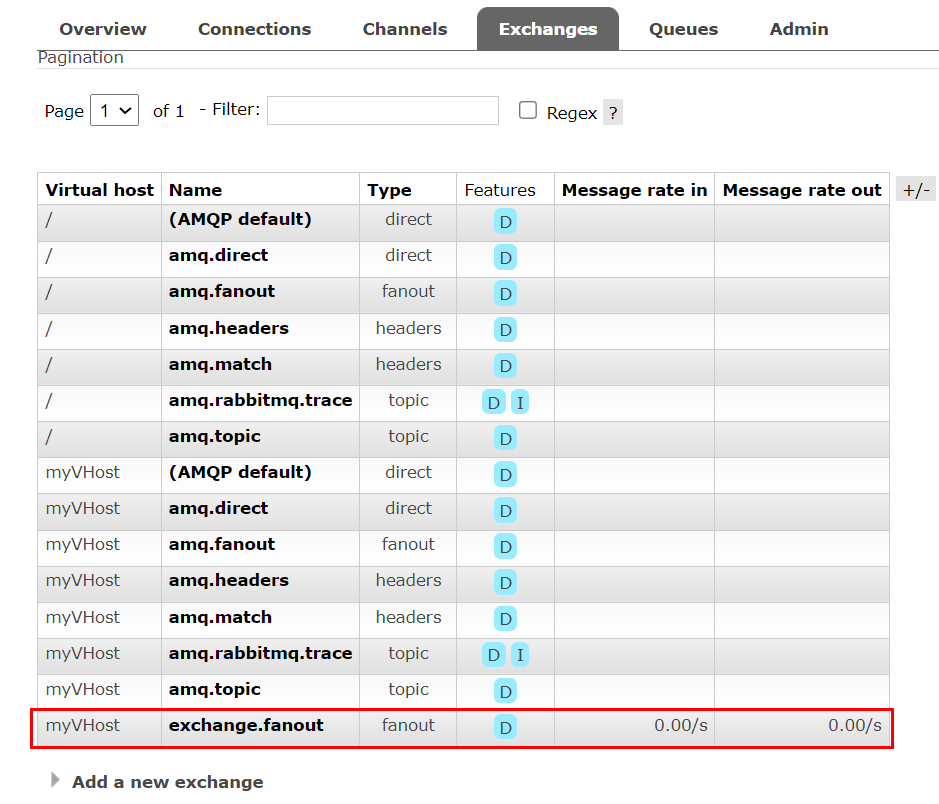 Overview Connections Channels Exchanges Queues Admin
Pagination
Page 1 of 1 - Filter: Regex ?
Virtual host Name Type Features Message rate in Message rate out +/-
/ (AMQP default) direct D
/ amq.direct direct D
/ amq.fanout fanout D
/ amq.headers headers D
/ amq.match headers D
/ amq.rabbitmq.trace topic D I
/ amq.topic topic D
myVHost (AMQP default) direct D
myVHost amq.direct direct D
myVHost amq.fanout fanout D
myVHost amq.headers headers D
myVHost amq.match headers D
myVHost amq.rabbitmq.trace topic D I
myVHost amq.topic topic D
myVHost exchange.fanout fanout D 0.00/s 0.00/s
Add a new exchange